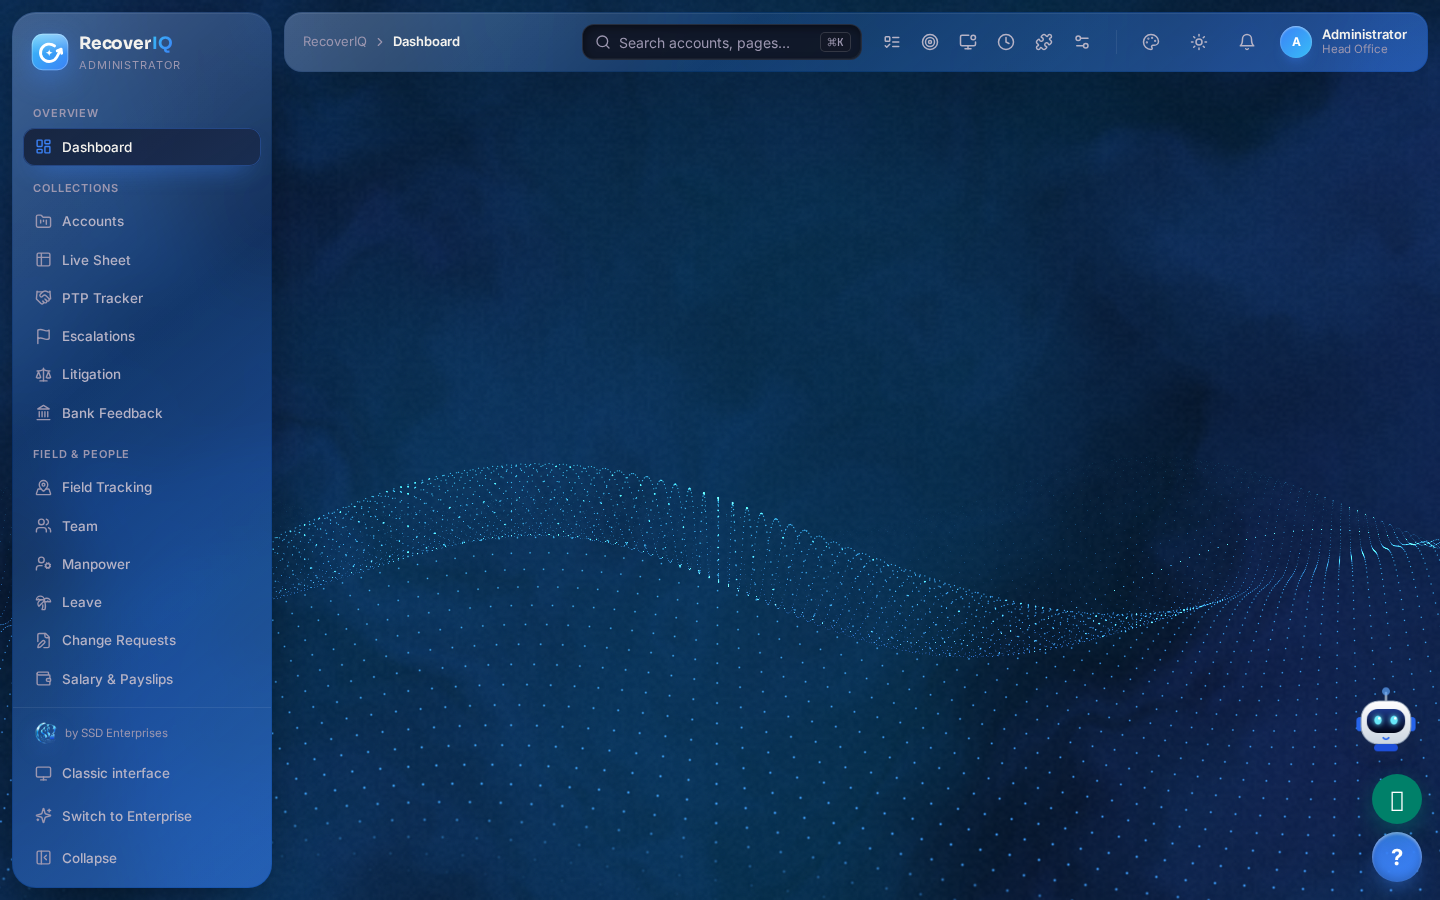 RecoverIQ
ADMINISTRATOR
OVERVIEW
Dashboard
COLLECTIONS
Accounts
Live Sheet
PTP Tracker
Escalations
Litigation
Bank Feedback
FIELD & PEOPLE
Field Tracking
Team
Manpower
Leave
Change Requests
Salary & Payslips
by SSD Enterprises
Classic interface
Switch to Enterprise
Collapse
RecoverIQ > Dashboard
Search accounts, pages... ⌘K
A
Administrator
Head Office
?